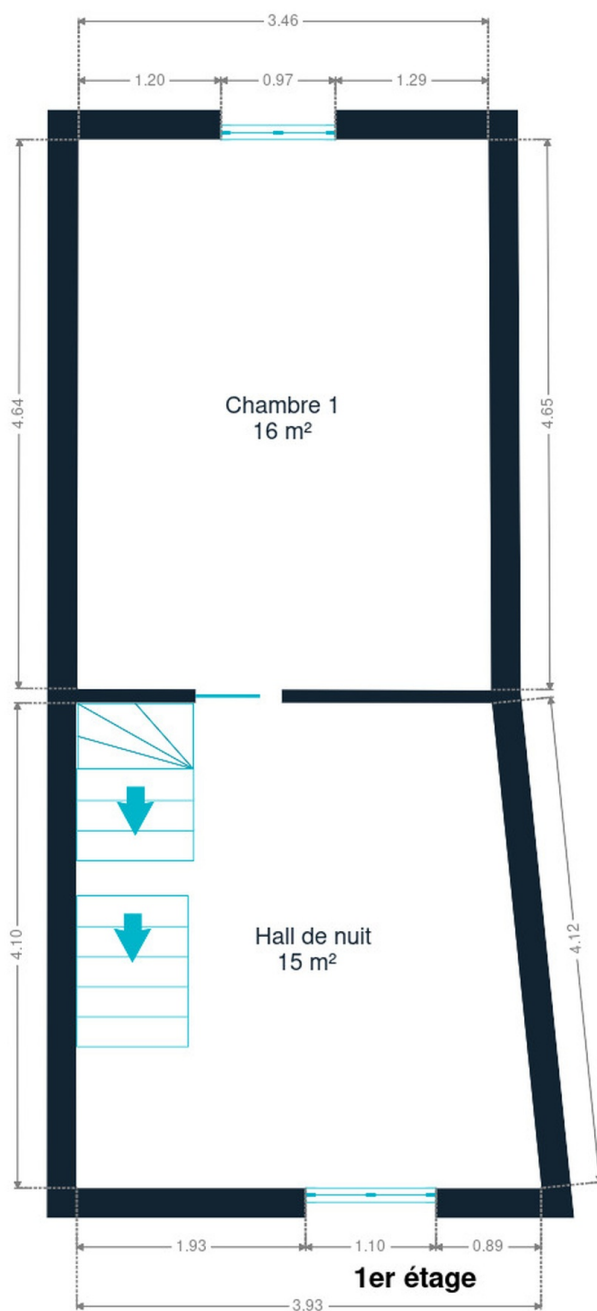 3.46
1.20
0.97
1.29
4.64
4.65
Chambre 1
16 m²
4.10
4.12
Hall de nuit
15 m²
1.93
1.10
0.89
1er étage
3.93